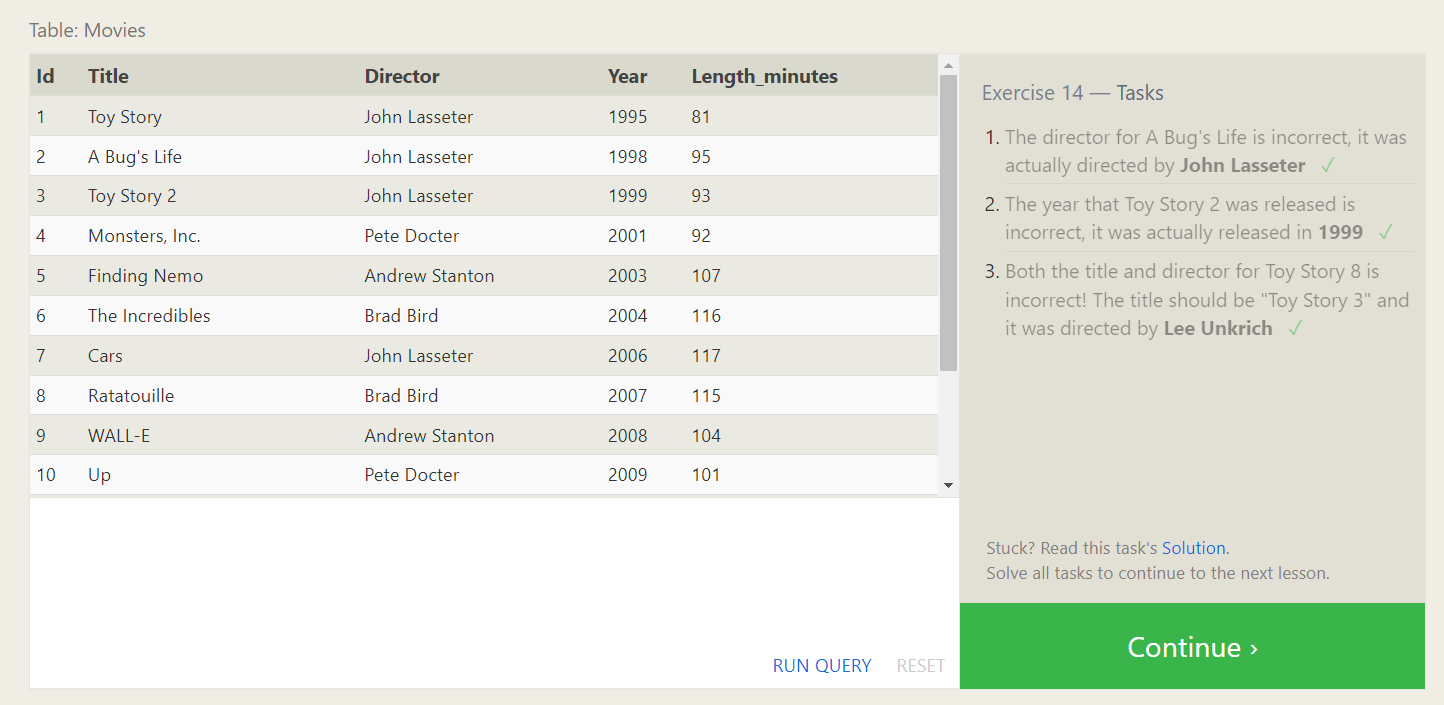 Table: Movies
Id Title Director Year Length_minutes
1 Toy Story John Lasseter 1995 81
2 A Bug's Life John Lasseter 1998 95
3 Toy Story 2 John Lasseter 1999 93
4 Monsters, Inc. Pete Docter 2001 92
5 Finding Nemo Andrew Stanton 2003 107
6 The Incredibles Brad Bird 2004 116
7 Cars John Lasseter 2006 117
8 Ratatouille Brad Bird 2007 115
9 WALL-E Andrew Stanton 2008 104
10 Up Pete Docter 2009 101
RUN QUERY RESET
Exercise 14 — Tasks
1. The director for A Bug's Life is incorrect, it was
actually directed by John Lasseter ✓
2. The year that Toy Story 2 was released is
incorrect, it was actually released in 1999 ✓
3. Both the title and director for Toy Story 8 is
incorrect! The title should be "Toy Story 3" and
it was directed by Lee Unkrich ✓
Stuck? Read this task's Solution.
Solve all tasks to continue to the next lesson.
Continue ›